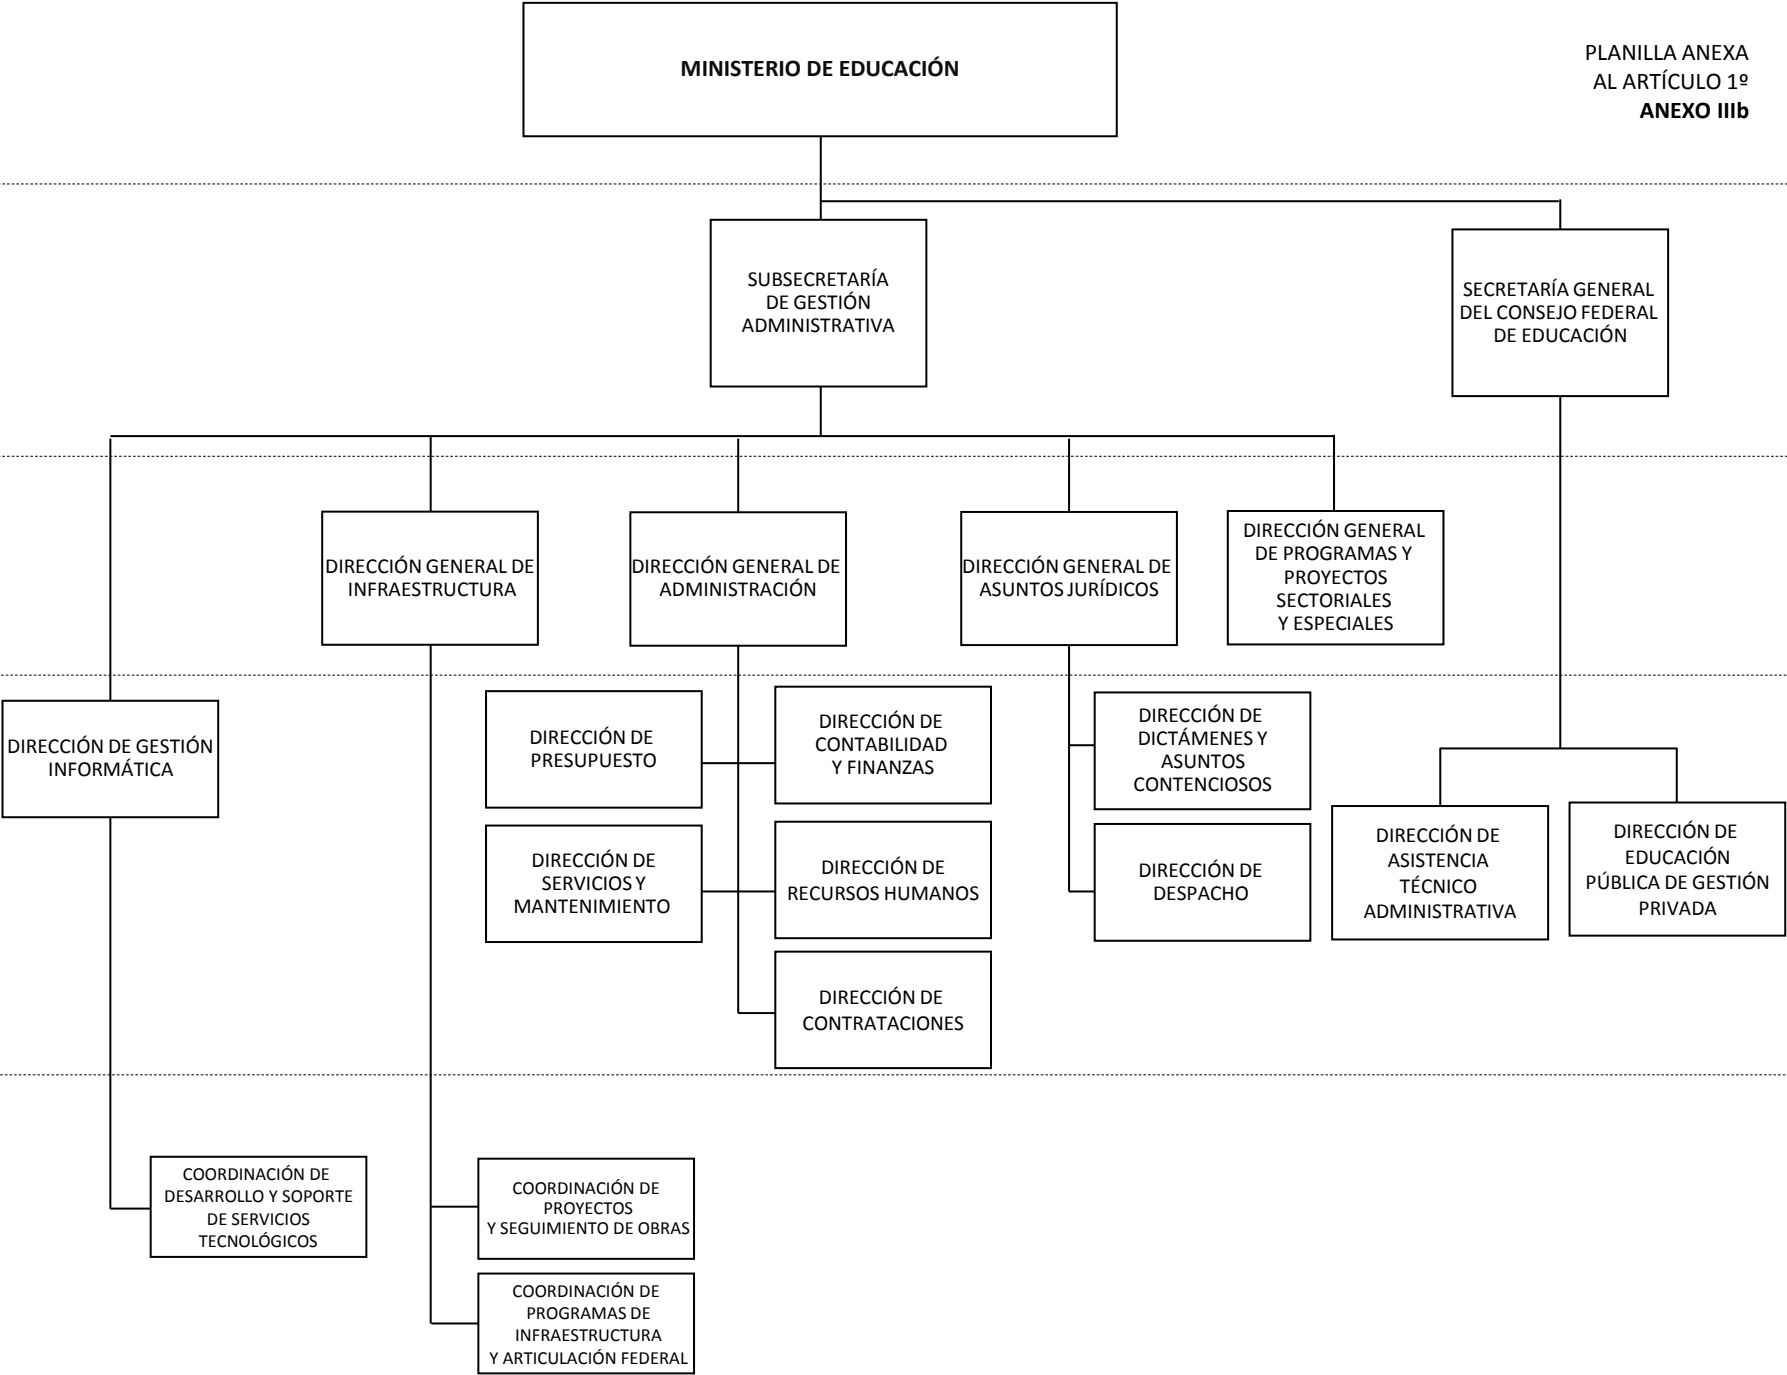 MINISTERIO DE EDUCACIÓN
PLANILLA ANEXA
AL ARTÍCULO 1º
ANEXO IIIb
SUBSECRETARÍA
DE GESTIÓN
ADMINISTRATIVA
SECRETARÍA GENERAL
DEL CONSEJO FEDERAL
DE EDUCACIÓN
DIRECCIÓN GENERAL DE
INFRAESTRUCTURA
DIRECCIÓN GENERAL DE
ADMINISTRACIÓN
DIRECCIÓN GENERAL DE
ASUNTOS JURÍDICOS
DIRECCIÓN GENERAL
DE PROGRAMAS Y
PROYECTOS
SECTORIALES
Y ESPECIALES
DIRECCIÓN DE GESTIÓN
INFORMÁTICA
DIRECCIÓN DE
PRESUPUESTO
DIRECCIÓN DE
CONTABILIDAD
Y FINANZAS
DIRECCIÓN DE
DICTÁMENES Y
ASUNTOS
CONTENCIOSOS
DIRECCIÓN DE
SERVICIOS Y
MANTENIMIENTO
DIRECCIÓN DE
RECURSOS HUMANOS
DIRECCIÓN DE
DESPACHO
DIRECCIÓN DE
ASISTENCIA
TÉCNICO
ADMINISTRATIVA
DIRECCIÓN DE
EDUCACIÓN
PÚBLICA DE GESTIÓN
PRIVADA
DIRECCIÓN DE
CONTRATACIONES
COORDINACIÓN DE
DESARROLLO Y SOPORTE
DE SERVICIOS
TECNOLÓGICOS
COORDINACIÓN DE
PROYECTOS
Y SEGUIMIENTO DE OBRAS
COORDINACIÓN DE
PROGRAMAS DE
INFRAESTRUCTURA
Y ARTICULACIÓN FEDERAL